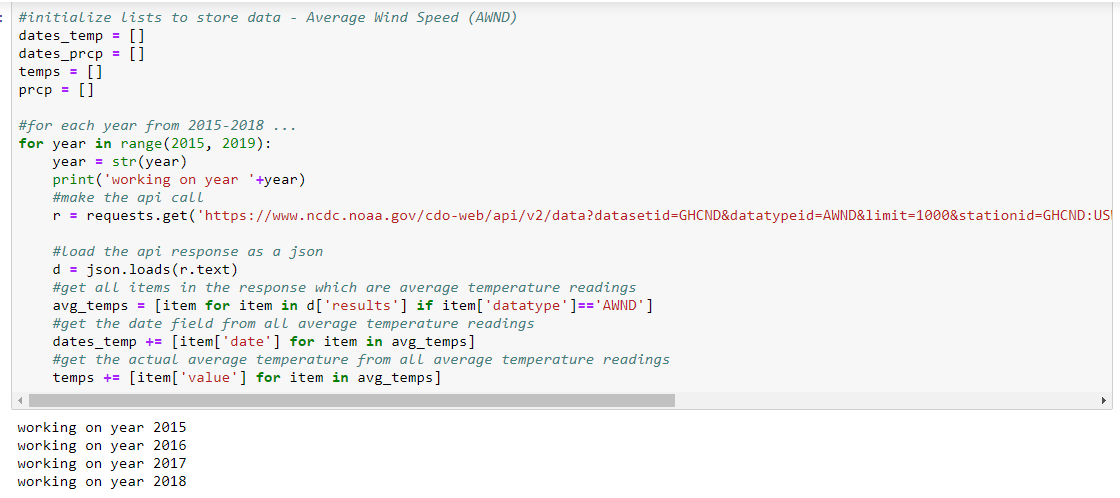 #initialize lists to store data - Average Wind Speed (AWND)
dates_temp = []
dates_prcp = []
temps = []
prcp = []
#for each year from 2015-2018 ...
for year in range(2015, 2019):
    year = str(year)
    print('working on year '+year)
    #make the api call
    r = requests.get('https://www.ncdc.noaa.gov/cdo-web/api/v2/data?datasetid=GHCND&datatypeid=AWND&limit=1000&stationid=GHCND:US
    #load the api response as a json
    d = json.loads(r.text)
    #get all items in the response which are average temperature readings
    avg_temps = [item for item in d['results'] if item['datatype']=='AWND']
    #get the date field from all average temperature readings
    dates_temp += [item['date'] for item in avg_temps]
    #get the actual average temperature from all average temperature readings
    temps += [item['value'] for item in avg_temps]
working on year 2015
working on year 2016
working on year 2017
working on year 2018